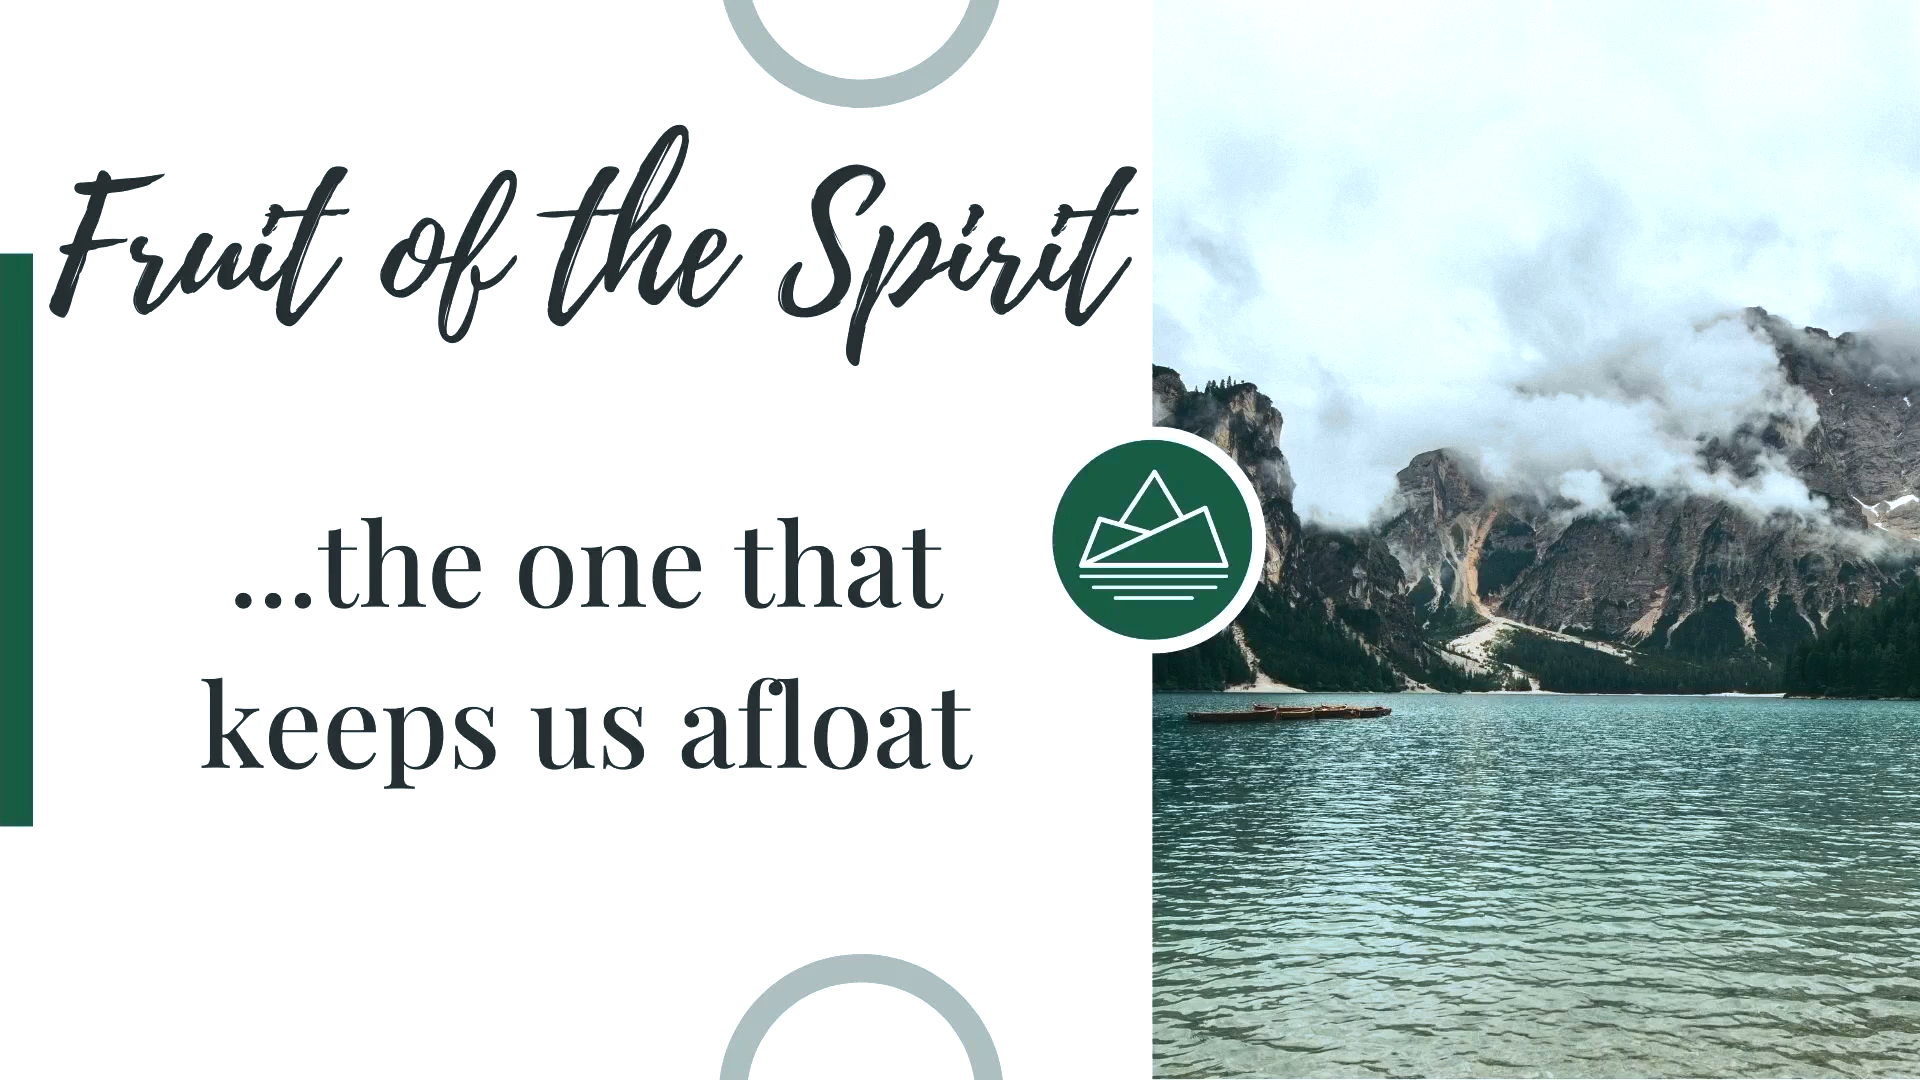 Fruit of the Spirit
...the one that
keeps us afloat